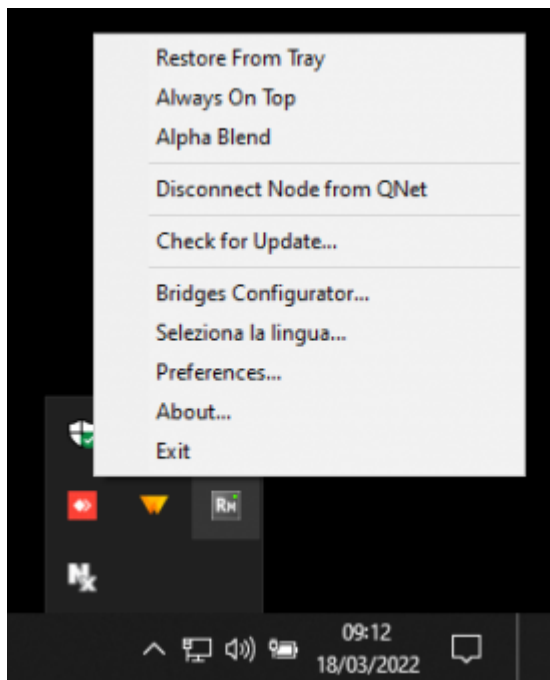 Restore From Tray
Always On Top
Alpha Blend
Disconnect Node from QNet
Check for Update...
Bridges Configurator...
Seleziona la lingua...
Preferences...
About...
Exit
RM
Nx
09:12
18/03/2022